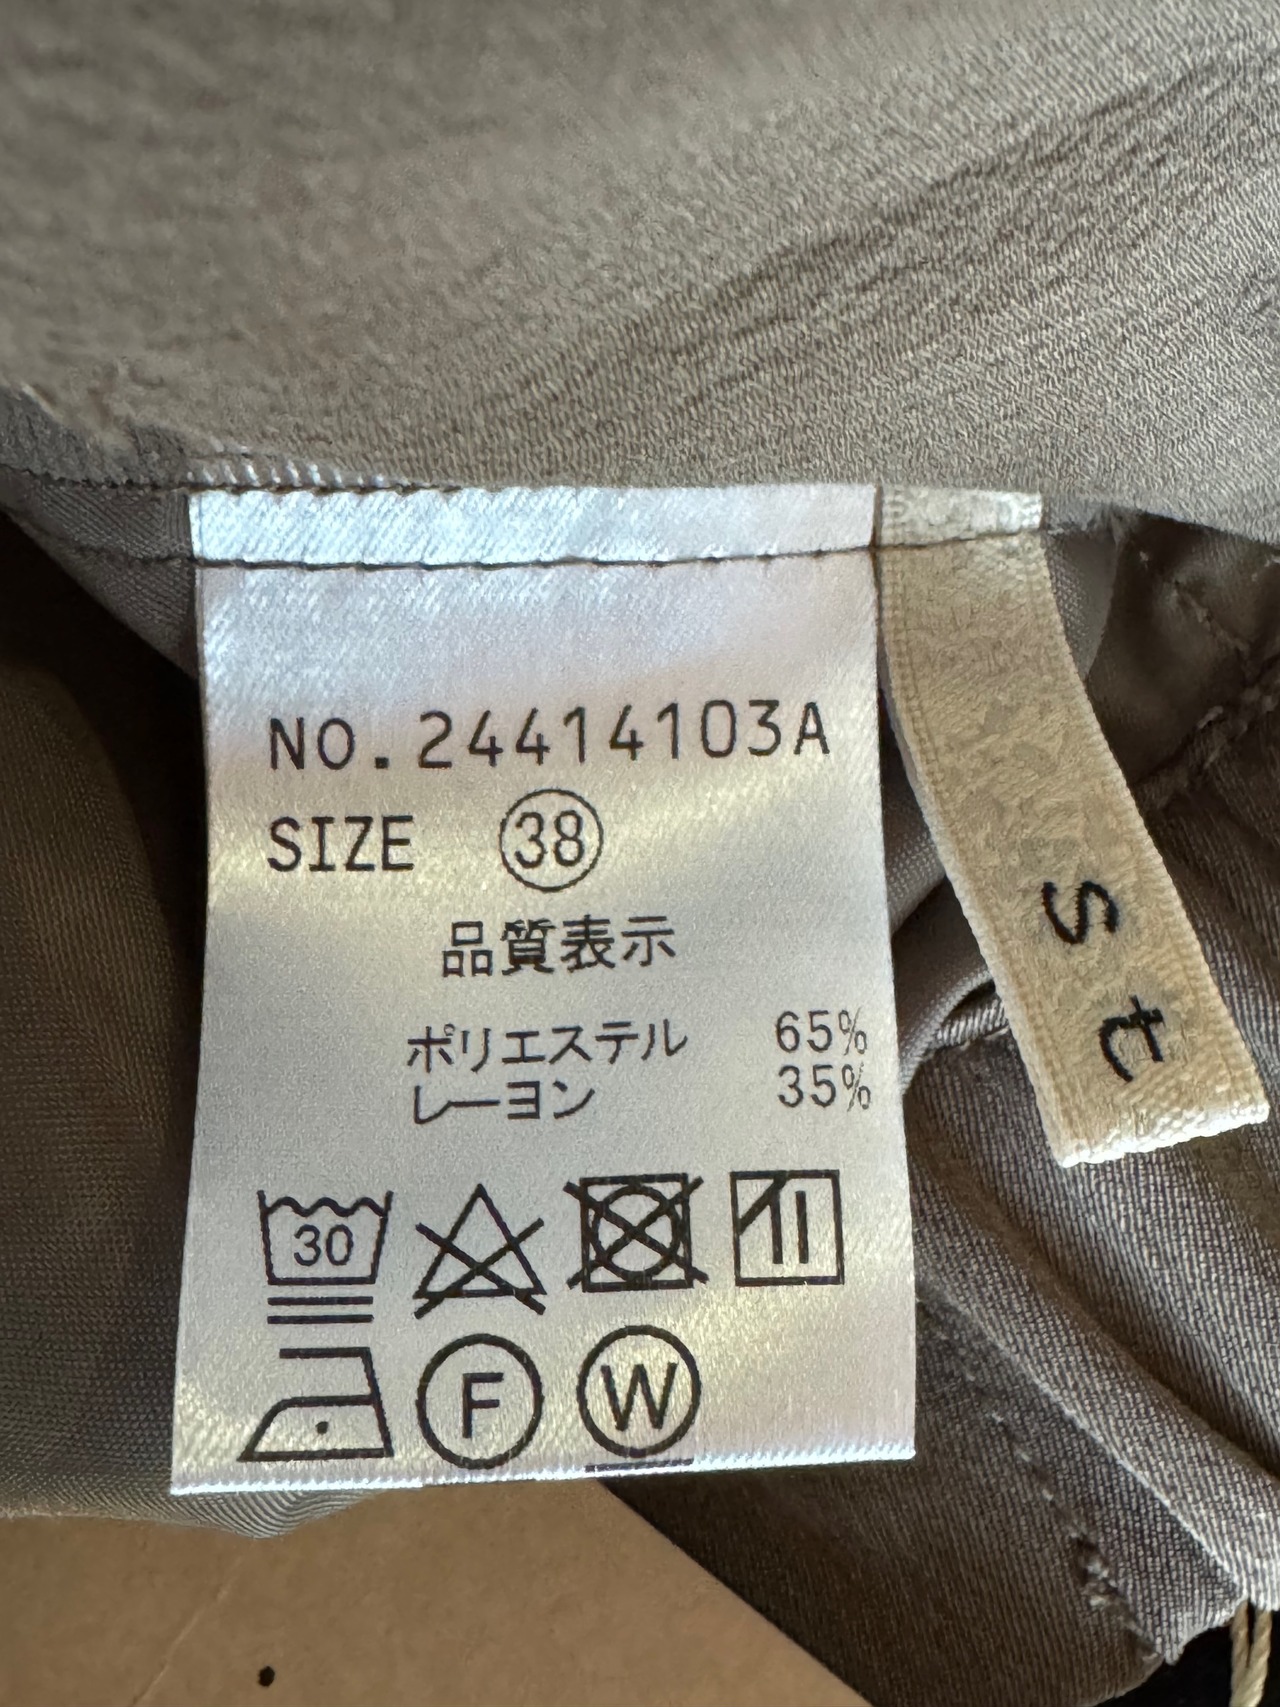 NO.24414103A
SIZE 38
品質表示
ポリエステル 65%
レーヨン 35%
30
F W
st